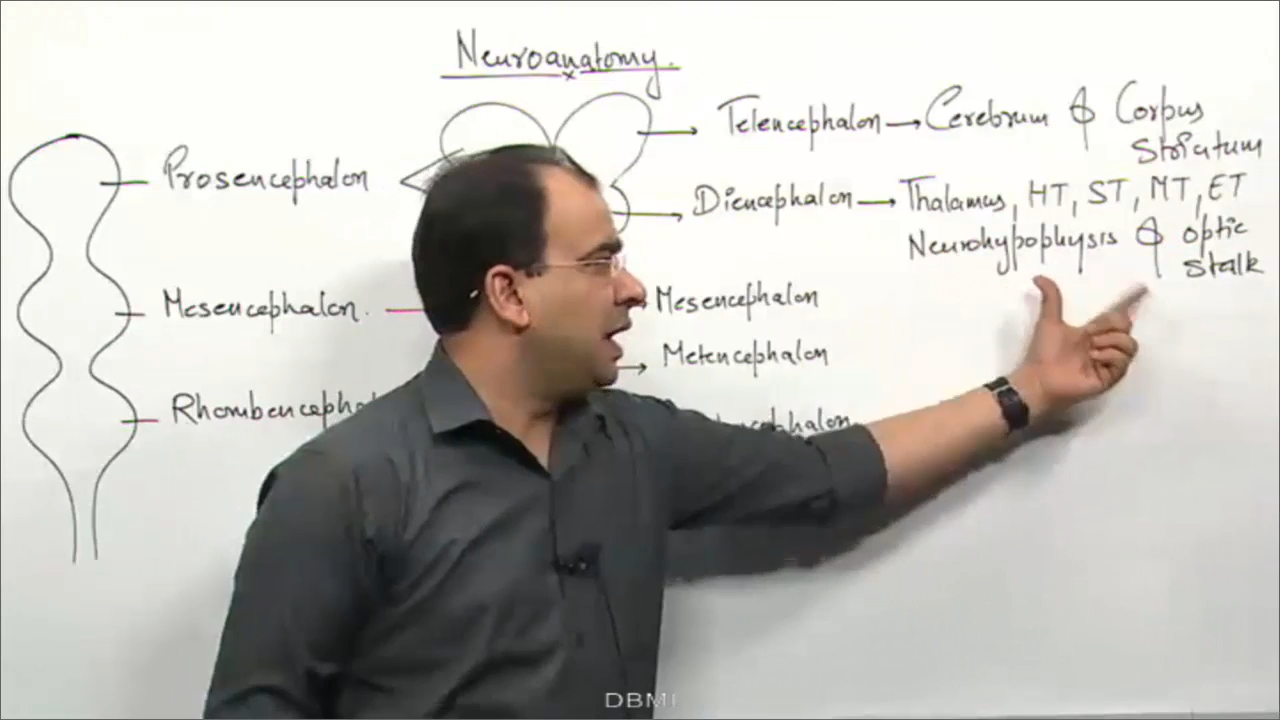 Neuroanatomy.
Prosencephalon
Mesencephalon.
Telencephalon → Cerebrum & Corpus
Striatum
Diencephalon → Thalamus, HT, ST, MT, ET
Neurohypophysis & optic
Stalk
Mesencephalon
Metencephalon
DBMI